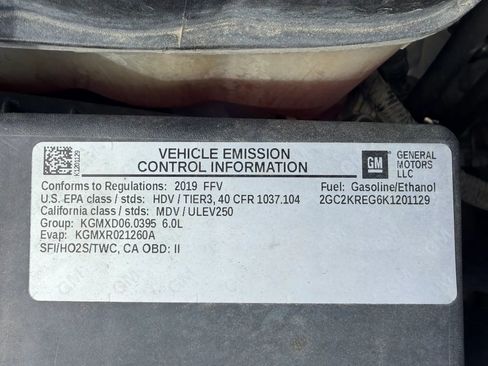 K1201129
VEHICLE EMISSION
CONTROL INFORMATION
GM
GENERAL
MOTORS
LLC
Conforms to Regulations: 2019 FFV
Fuel: Gasoline/Ethanol
U.S. EPA class / stds: HDV / TIER3, 40 CFR 1037.104
2GC2KREG6K1201129
California class / stds: MDV / ULEV250
Group: KGMXD06.0395 6.0L
Evap: KGMXR021260A
SFI/HO2S/TWC, CA OBD: II